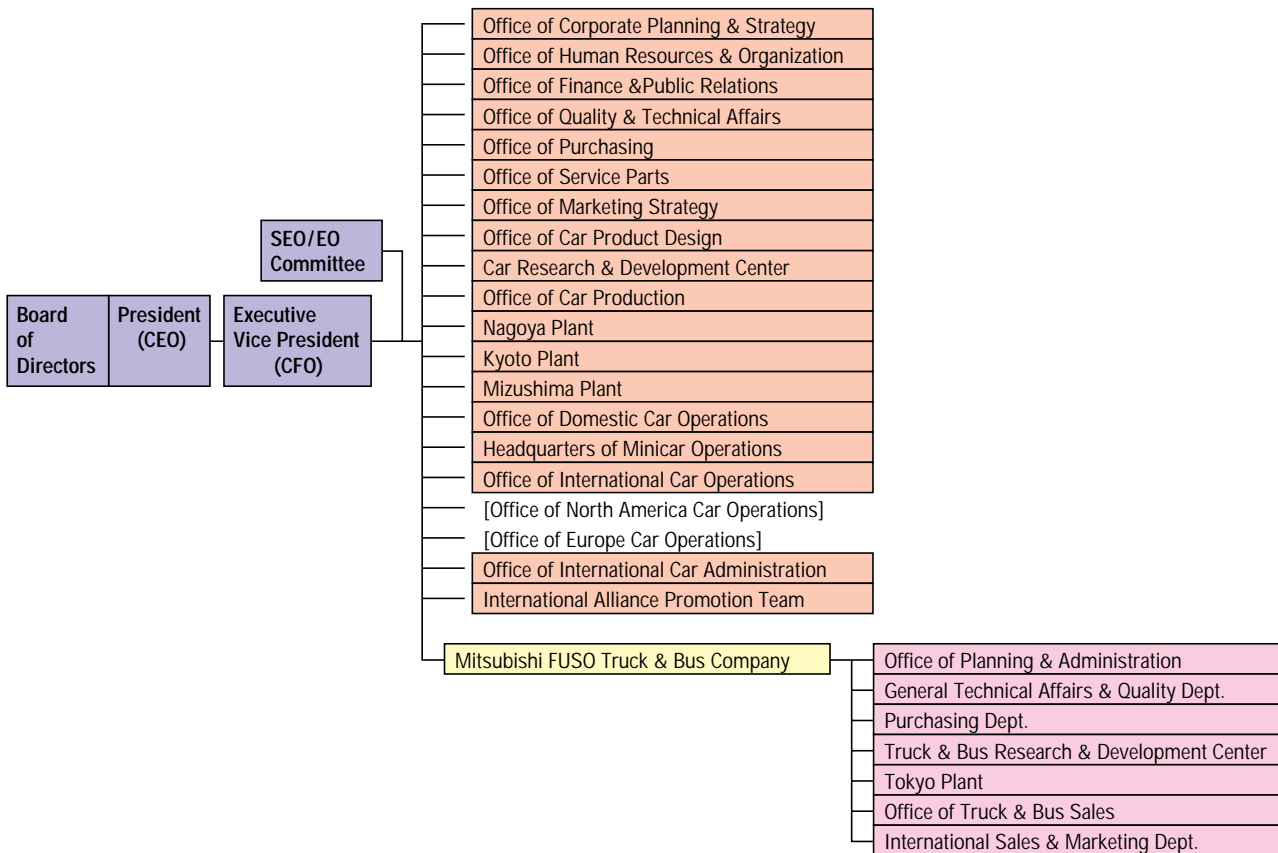 Office of Corporate Planning & Strategy
Office of Human Resources & Organization
Office of Finance &Public Relations
Office of Quality & Technical Affairs
Office of Purchasing
Office of Service Parts
Office of Marketing Strategy
SEO/EO
Committee
Office of Car Product Design
Car Research & Development Center
Office of Car Production
Board
of
Directors
President
(CEO)
Executive
Vice President
(CFO)
Nagoya Plant
Kyoto Plant
Mizushima Plant
Office of Domestic Car Operations
Headquarters of Minicar Operations
Office of International Car Operations
[Office of North America Car Operations]
[Office of Europe Car Operations]
Office of International Car Administration
International Alliance Promotion Team
Mitsubishi FUSO Truck & Bus Company
Office of Planning & Administration
General Technical Affairs & Quality Dept.
Purchasing Dept.
Truck & Bus Research & Development Center
Tokyo Plant
Office of Truck & Bus Sales
International Sales & Marketing Dept.